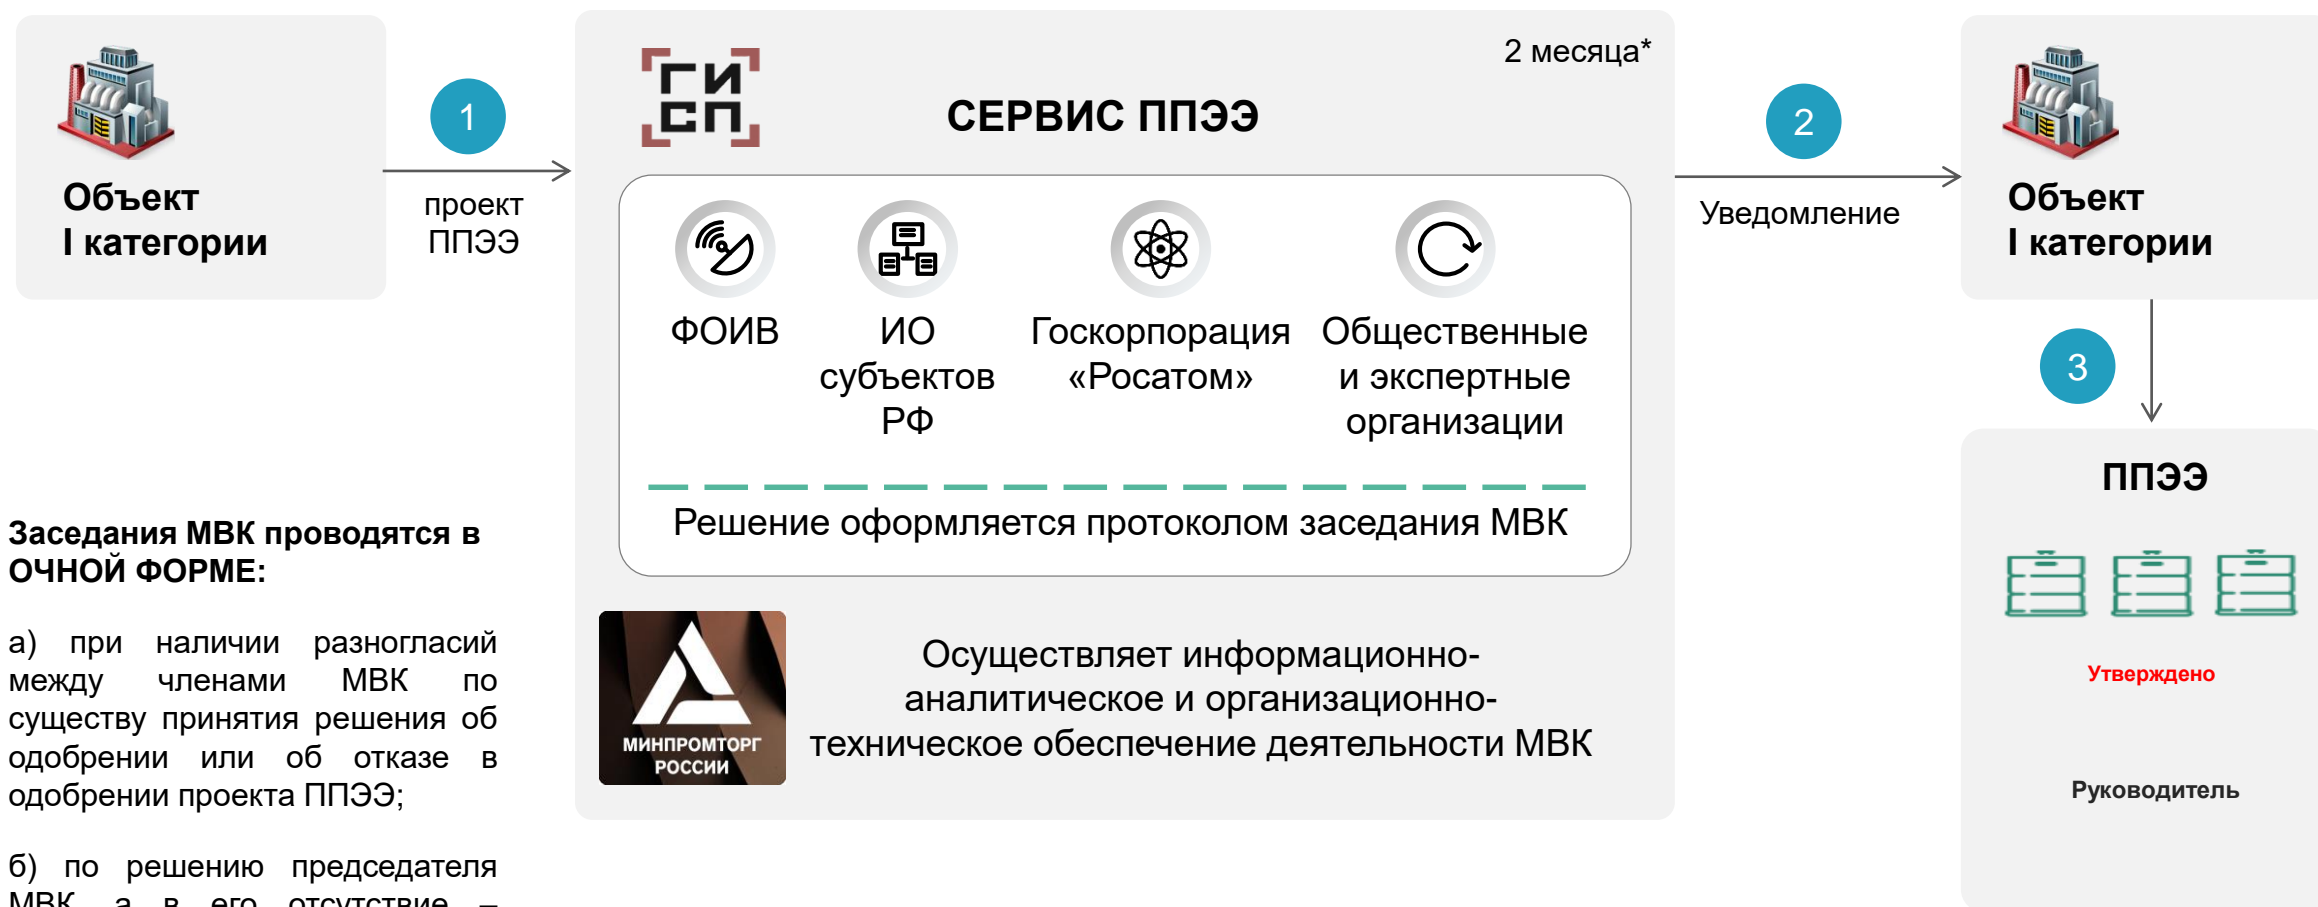 Объект
I категории
1
проект
ППЭЭ
ГИ
СП
2 месяца*
СЕРВИС ППЭЭ
ФОИВ
ИО
субъектов
РФ
Госкорпорация
«Росатом»
Общественные
и экспертные
организации
Решение оформляется протоколом заседания МВК
МИНПРОМТОРГ
РОССИИ
Осуществляет информационно-
аналитическое и организационно-
техническое обеспечение деятельности МВК
2
Уведомление
Объект
I категории
3
ППЭЭ
Утверждено
Руководитель
Заседания МВК проводятся в
ОЧНОЙ ФОРМЕ:
а) при наличии разногласий
между членами МВК по
существу принятия решения об
одобрении или об отказе в
одобрении проекта ППЭЭ;
б) по решению председателя
МВК, а в его отсутствие –